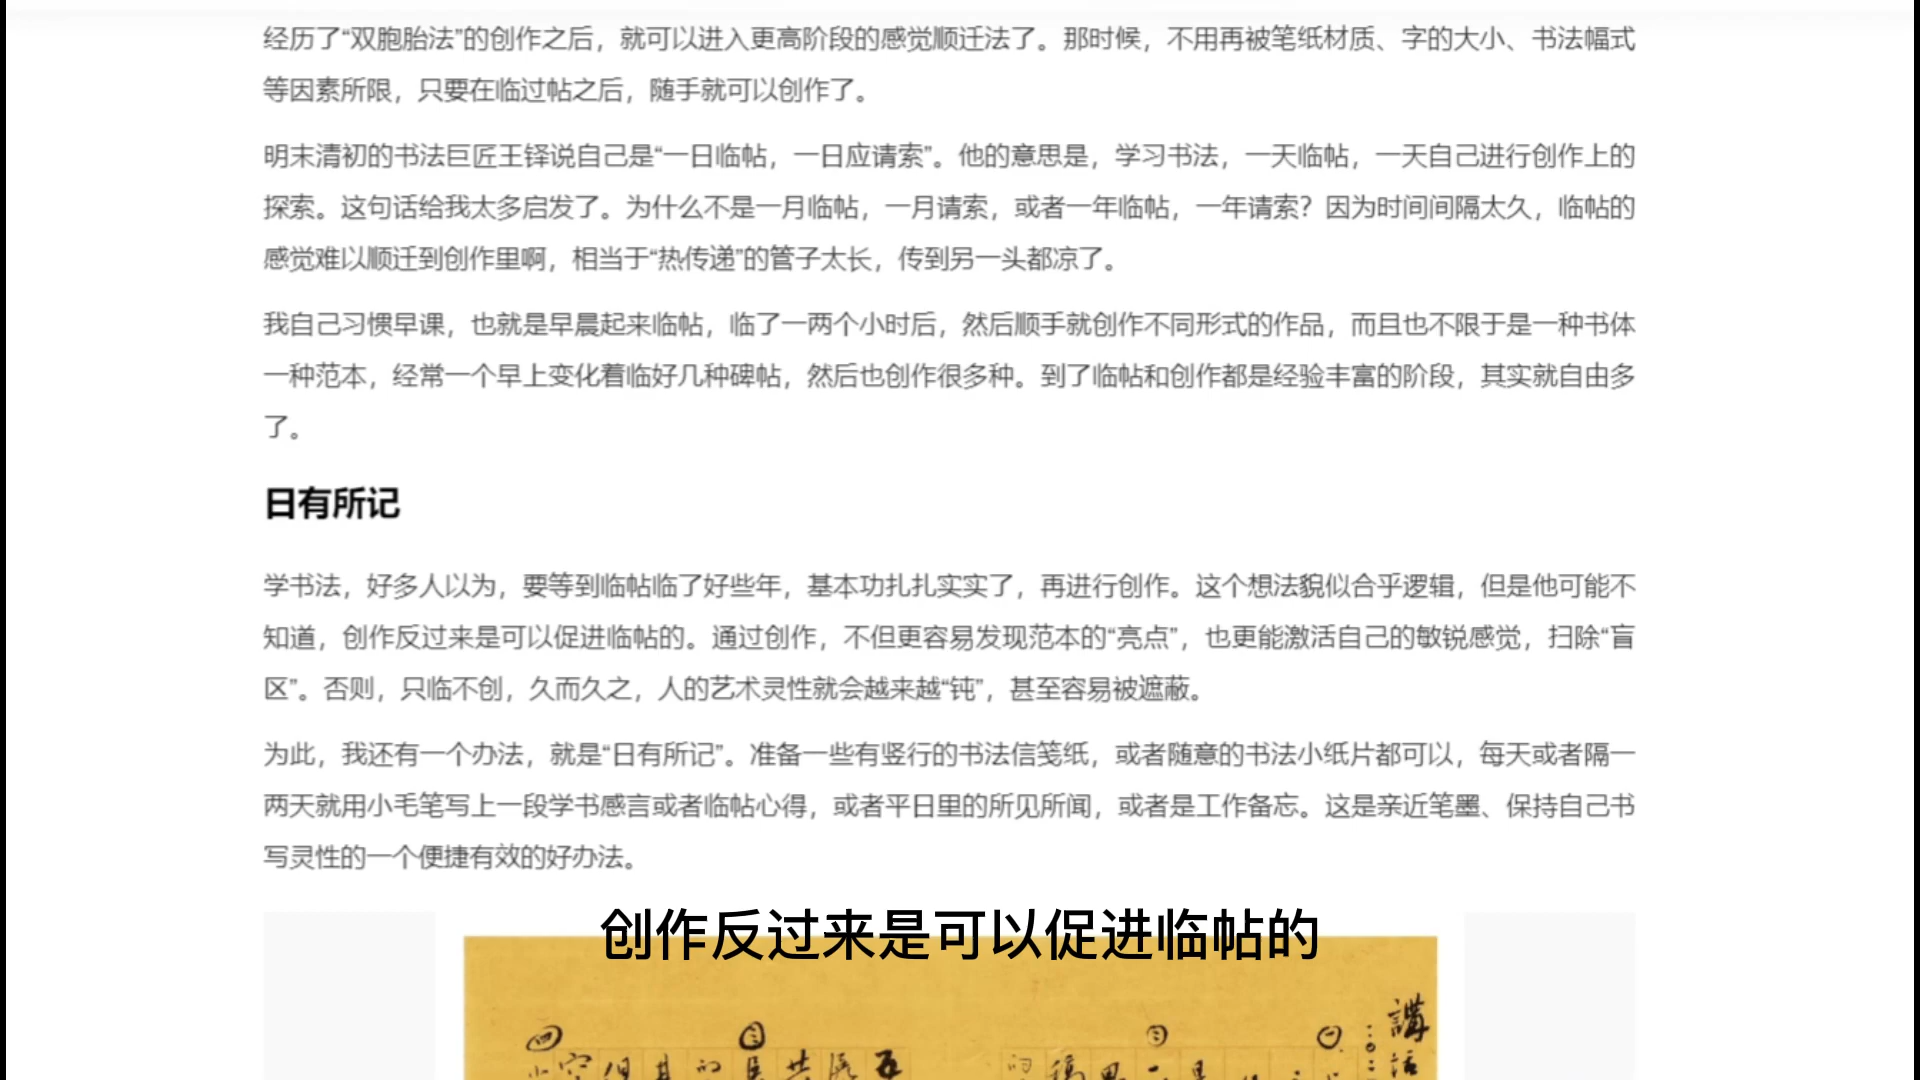 经历了“双胞胎法”的创作之后，就可以进入更高阶段的感觉顺迁法了。那时候，不用再被笔纸材质、字的大小、书法幅式
等因素所限，只要在临过帖之后，随手就可以创作了。
明末清初的书法巨匠王铎说自己是“一日临帖，一日应请索”。他的意思是，学习书法，一天临帖，一天自己进行创作上的
探索。这句话给我太多启发了。为什么不是一月临帖，一月请索，或者一年临帖，一年请索？因为时间间隔太久，临帖的
感觉难以顺迁到创作里啊，相当于“热传递”的管子太长，传到另一头都凉了。
我自己习惯早课，也就是早晨起来临帖，临了一两个小时后，然后顺手就创作不同形式的作品，而且也不限于是一种书体
一种范本，经常一个早上变化着临好几种碑帖，然后也创作很多种。到了临帖和创作都是经验丰富的阶段，其实就自由多
了。
日有所记
学书法，好多人以为，要等到临帖临了好些年，基本功扎扎实实了，再进行创作。这个想法貌似合乎逻辑，但是他可能不
知道，创作反过来是可以促进临帖的。通过创作，不但更容易发现范本的“亮点”，也更能激活自己的敏锐感觉，扫除“盲
区”。否则，只临不创，久而久之，人的艺术灵性就会越来越“钝”，甚至容易被遮蔽。
为此，我还有一个办法，就是“日有所记”。准备一些有竖行的书法信笺纸，或者随意的书法小纸片都可以，每天或者隔一
两天就用小毛笔写上一段学书感言或者临帖心得，或者平日里的所见所闻，或者是工作备忘。这是亲近笔墨、保持自己书
写灵性的一个便捷有效的好办法。
创作反过来是可以促进临帖的
講話